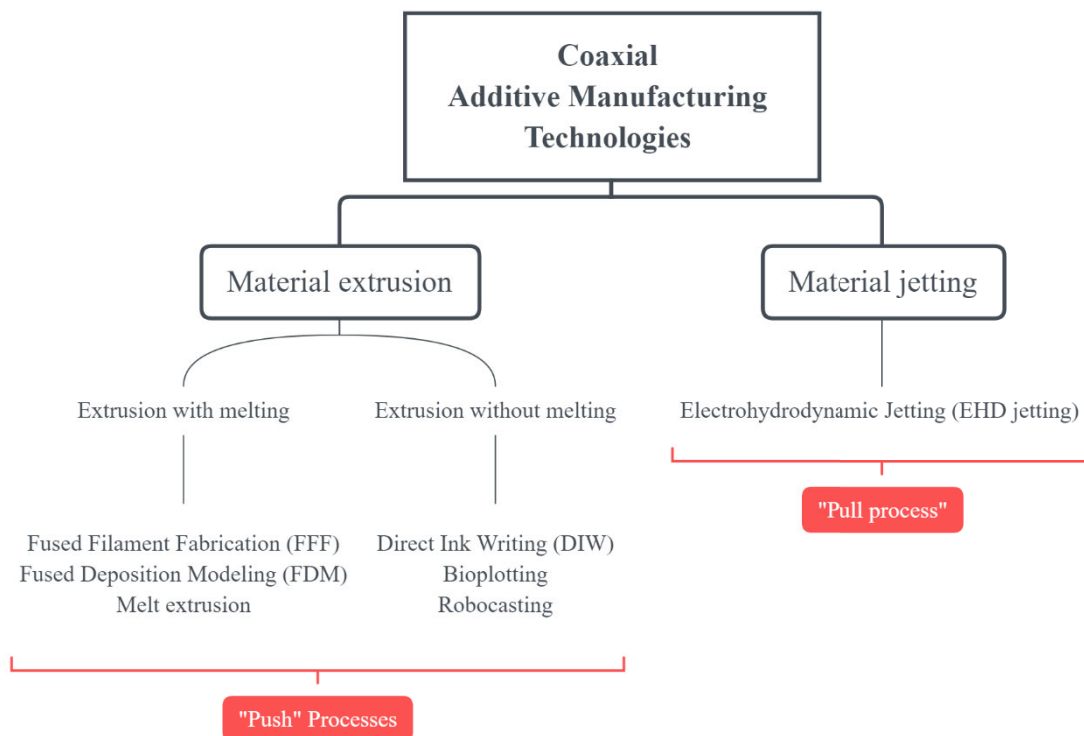 Coaxial
Additive Manufacturing
Technologies
Material extrusion
Material jetting
Extrusion with melting
Extrusion without melting
Electrohydrodynamic Jetting (EHD jetting)
"Pull process"
Fused Filament Fabrication (FFF)
Fused Deposition Modeling (FDM)
Melt extrusion
Direct Ink Writing (DIW)
Bioplotting
Robocasting
"Push" Processes